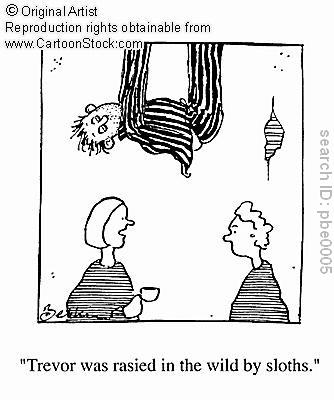 © Original Artist
Reproduction rights obtainable from
www.CartoonStock.com
search ID: pbe0005
"Trevor was rasied in the wild by sloths."